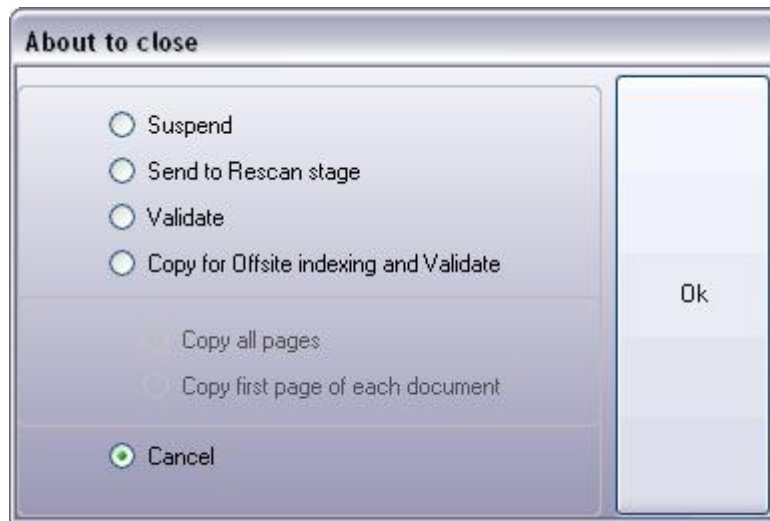 About to close
Suspend
Send to Rescan stage
Validate
Copy for Offsite indexing and Validate
Ok
Copy all pages
Copy first page of each document
Cancel